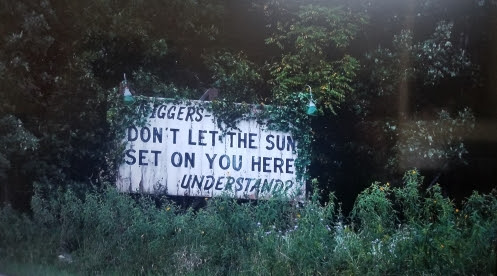 IGGERS-
DON'T LET THE SUN
SET ON YOU HERE
UNDERSTAND?